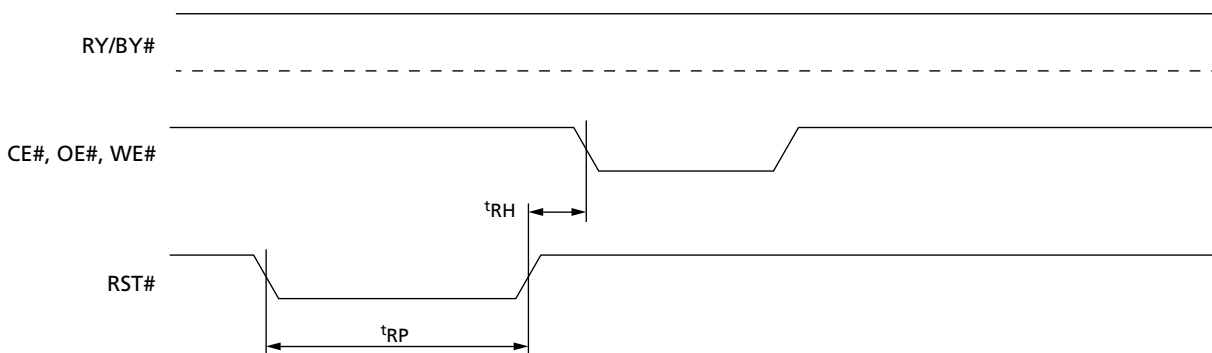 RY/BY#
CE#, OE#, WE#
tRH
RST#
tRP